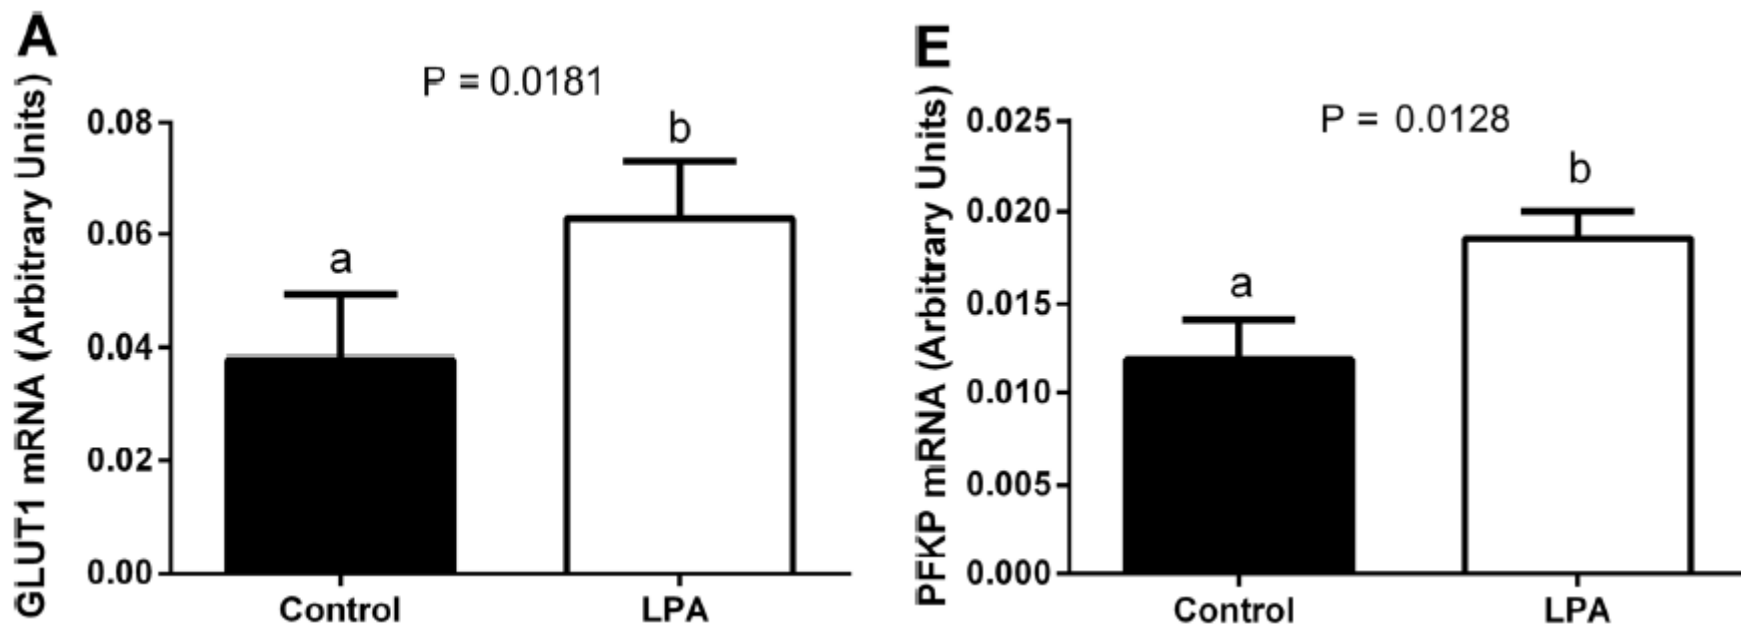 A
GLUT1 mRNA (Arbitrary Units)
P = 0.0181
0.08
0.06
0.04
0.02
0.00
a
b
Control
LPA
E
PFKP mRNA (Arbitrary Units)
P = 0.0128
0.025
0.020
0.015
0.010
0.005
0.000
a
b
Control
LPA